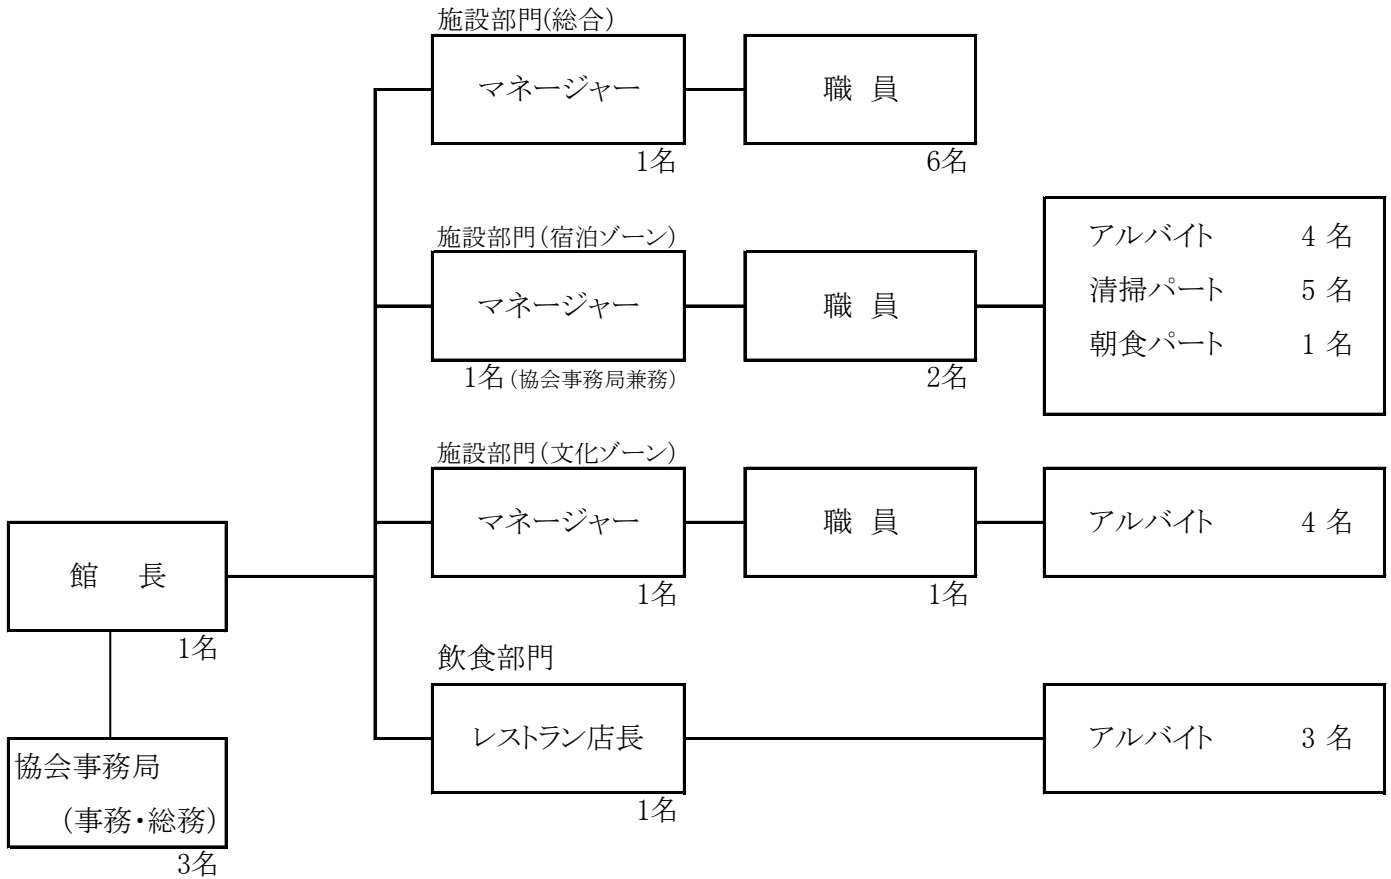 施設部門(総合)
マネージャー
職 員
1名
6名
施設部門(宿泊ゾーン)
マネージャー
職 員
アルバイト 4 名
清掃パート 5 名
朝食パート 1 名
1名(協会事務局兼務)
2名
施設部門(文化ゾーン)
マネージャー
職 員
アルバイト 4 名
1名
1名
館 長
1名
飲食部門
レストラン店長
アルバイト 3 名
1名
協会事務局
(事務・総務)
3名